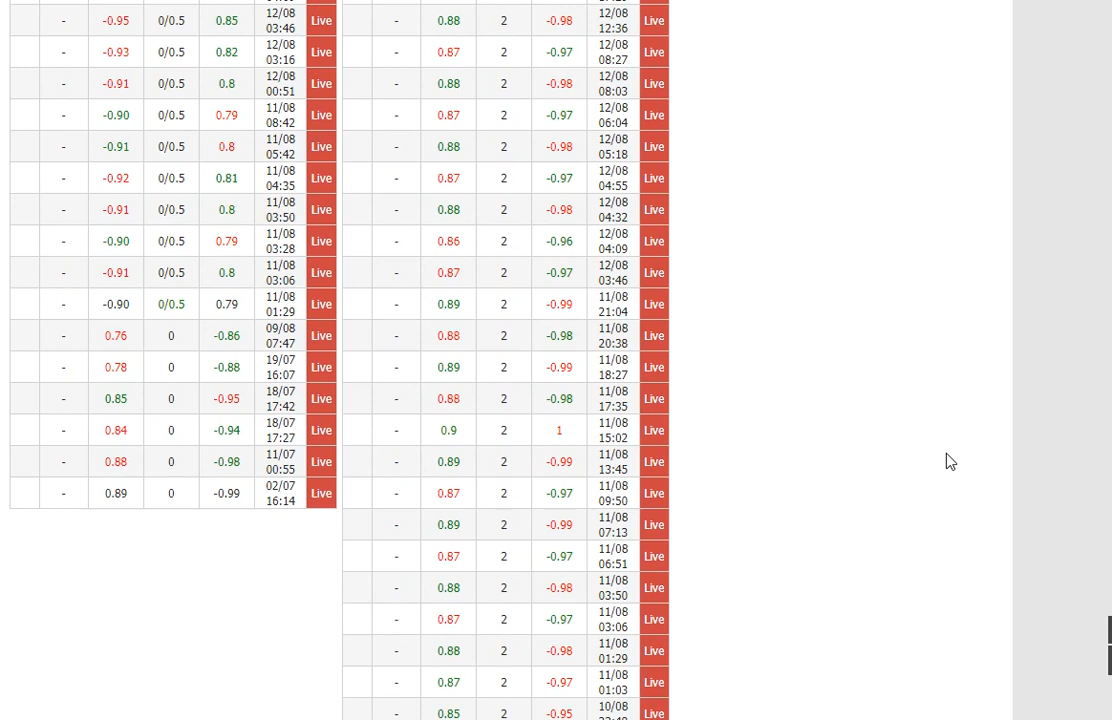 - -0.95 0/0.5 0.85 12/08 03:46 Live
- -0.93 0/0.5 0.82 12/08 03:16 Live
- -0.91 0/0.5 0.8 12/08 00:51 Live
- -0.90 0/0.5 0.79 11/08 08:42 Live
- -0.91 0/0.5 0.8 11/08 05:42 Live
- -0.92 0/0.5 0.81 11/08 04:35 Live
- -0.91 0/0.5 0.8 11/08 03:50 Live
- -0.90 0/0.5 0.79 11/08 03:28 Live
- -0.91 0/0.5 0.8 11/08 03:06 Live
- -0.90 0/0.5 0.79 11/08 01:29 Live
- 0.76 0 -0.86 09/08 07:47 Live
- 0.78 0 -0.88 19/07 16:07 Live
- 0.85 0 -0.95 18/07 17:42 Live
- 0.84 0 -0.94 18/07 17:27 Live
- 0.88 0 -0.98 11/07 00:55 Live
- 0.89 0 -0.99 02/07 16:14 Live
- 0.88 2 -0.98 12/08 12:36 Live
- 0.87 2 -0.97 12/08 08:27 Live
- 0.88 2 -0.98 12/08 08:03 Live
- 0.87 2 -0.97 12/08 06:04 Live
- 0.88 2 -0.98 12/08 05:18 Live
- 0.87 2 -0.97 12/08 04:55 Live
- 0.88 2 -0.98 12/08 04:32 Live
- 0.86 2 -0.96 12/08 04:09 Live
- 0.87 2 -0.97 12/08 03:46 Live
- 0.89 2 -0.99 11/08 21:04 Live
- 0.88 2 -0.98 11/08 20:38 Live
- 0.89 2 -0.99 11/08 18:27 Live
- 0.88 2 -0.98 11/08 17:35 Live
- 0.9 2 1 11/08 15:02 Live
- 0.89 2 -0.99 11/08 13:45 Live
- 0.87 2 -0.97 11/08 09:50 Live
- 0.89 2 -0.99 11/08 07:13 Live
- 0.87 2 -0.97 11/08 06:51 Live
- 0.88 2 -0.98 11/08 03:50 Live
- 0.87 2 -0.97 11/08 03:06 Live
- 0.88 2 -0.98 11/08 01:29 Live
- 0.87 2 -0.97 11/08 01:03 Live
- 0.85 2 -0.95 10/08 Live